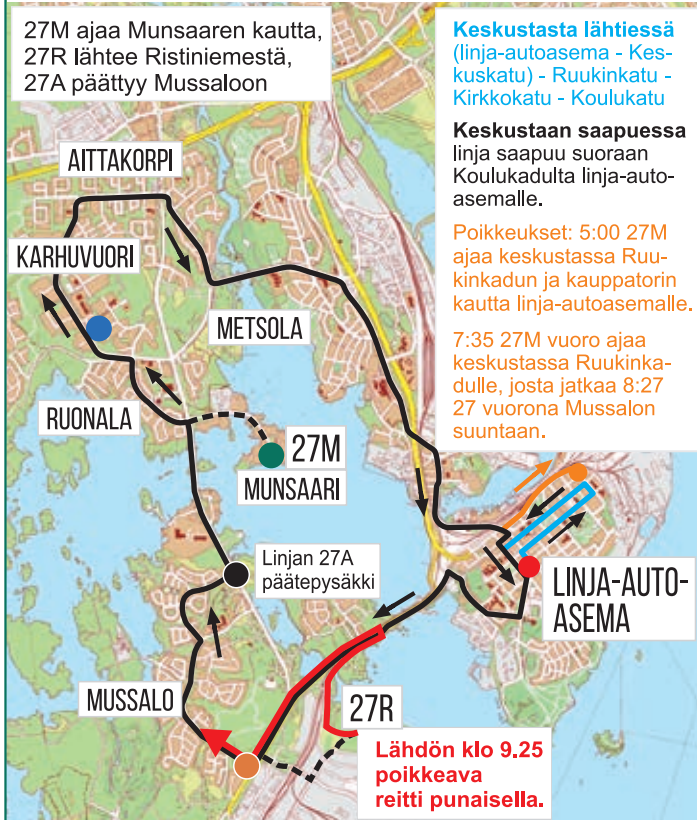 27M ajaa Munsaaren kautta,
27R lähtee Ristiniemestä,
27A päättyy Mussaloon
Keskustasta lähtiessä
(linja-autoasema - Kes-
kuskatu) - Ruukinkatu -
Kirkkokatu - Koulukatu
Keskustaan saapuessa
linja saapuu suoraan
Koulukadulta linja-auto-
asemalle.
Poikkeukset: 5:00 27M
ajaa keskustassa Ruu-
kinkadun ja kauppatorin
kautta linja-autoasemalle.
7:35 27M vuoro ajaa
keskustassa Ruukinka-
dulle, josta jatkaa 8:27
27 vuorona Mussalon
suuntaan.
AITTAKORPI
KARHUVUORI
METSOLA
RUONALA
27M
MUNSAARI
Linjan 27A
päätepysäkki
LINJA-AUTO-
ASEMA
MUSSALO
27R
Lähdön klo 9.25
poikkeava
reitti punaisella.